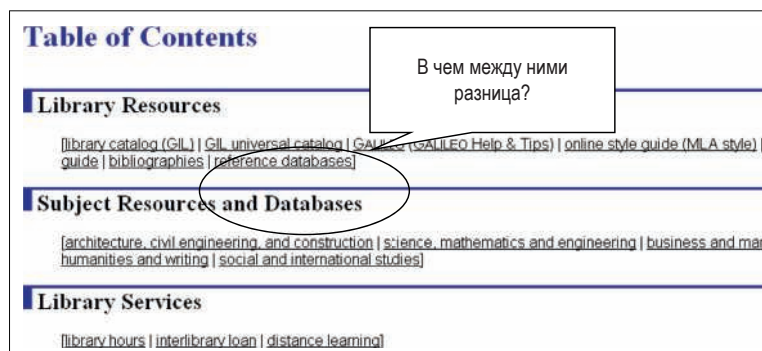 Table of Contents
В чем между ними
разница?
Library Resources
[library catalog (GIL) | GIL universal catalog | GALILEO (GALILEO Help & Tips) | online style guide (MLA style) |
guide | bibliographies | reference databases]
Subject Resources and Databases
[architecture, civil engineering, and construction | science, mathematics and engineering | business and mar
humanities and writing | social and international studies]
Library Services
[library hours | interlibrary loan | distance learning]